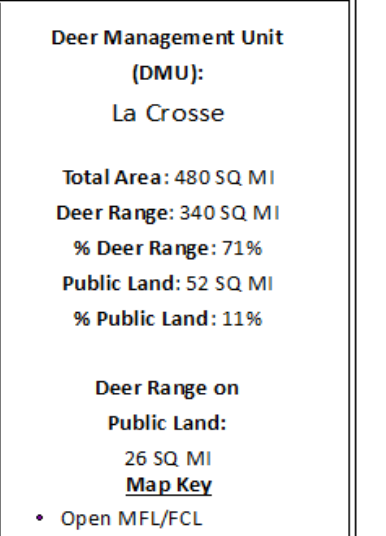 Deer Management Unit
(DMU):
La Crosse
Total Area: 480 SQ MI
Deer Range: 340 SQ MI
% Deer Range: 71%
Public Land: 52 SQ MI
% Public Land: 11%
Deer Range on
Public Land:
26 SQ MI
Map Key
• Open MFL/FCL